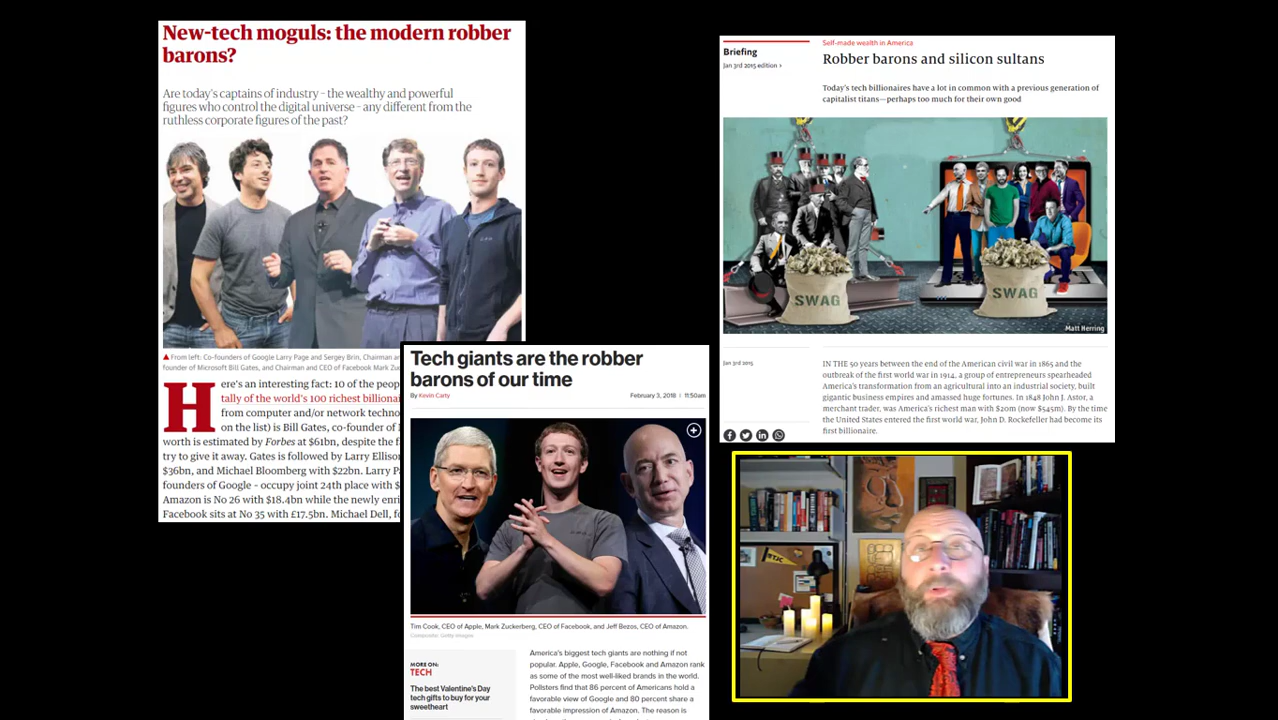 New-tech moguls: the modern robber
barons?
Are today's captains of industry – the wealthy and powerful
figures who control the digital universe – any different from the
ruthless corporate figures of the past?
From left: Co-founders of Google Larry Page and Sergey Brin, Chairman an
founder of Microsoft Bill Gates, and Chairman and CEO of Facebook Mark Zuc
Here's an interesting fact: 10 of the peop
tally of the world's 100 richest billionai
from computer and/or network techno
on the list) is Bill Gates, co-founder of
worth is estimated by Forbes at $61bn, despite the f
try to give it away. Gates is followed by Larry Ellison
$36bn, and Michael Bloomberg with $22bn. Larry P
founders of Google – occupy joint 24th place with $
Amazon is No 26 with $18.4bn while the newly enri
Facebook sits at No 35 with £17.5bn. Michael Dell, fo
Tech giants are the robber
barons of our time
By Kevin Carty
February 3, 2018 | 11:50am
Tim Cook, CEO of Apple, Mark Zuckerberg, CEO of Facebook, and Jeff Bezos, CEO of Amazon.
Composite: Getty Images
MORE ON:
TECH
The best Valentine's Day
tech gifts to buy for your
sweetheart
America's biggest tech giants are nothing if not
popular. Apple, Google, Facebook and Amazon rank
as some of the most well-liked brands in the world.
Pollsters find that 86 percent of Americans hold a
favorable view of Google and 80 percent share a
favorable impression of Amazon. The reason is
Briefing
Jan 3rd 2015 edition >
Self-made wealth in America
Robber barons and silicon sultans
Today's tech billionaires have a lot in common with a previous generation of
capitalist titans—perhaps too much for their own good
SWAG
SWAG
Matt Herring
Jan 3rd 2015
IN THE 50 years between the end of the American civil war in 1865 and the
outbreak of the first world war in 1914, a group of entrepreneurs spearheaded
America's transformation from an agricultural into an industrial society, built
gigantic business empires and amassed huge fortunes. In 1848 John J. Astor, a
merchant trader, was America's richest man with $20m (now $545m). By the time
the United States entered the first world war, John D. Rockefeller had become its
first billionaire.